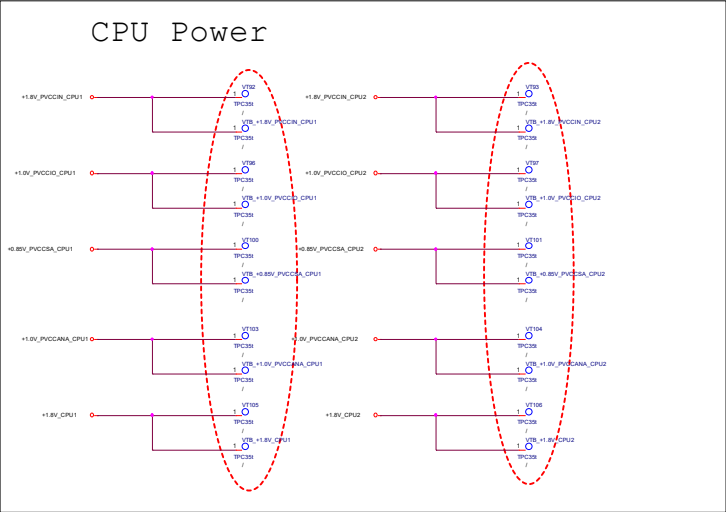 CPU Power
VT92
+1.8V_PVCCIN_CPU1 1
TPC35t
/
VTB_+1.8V_PVCCIN_CPU1
1
TPC35t
/
VT96
+1.0V_PVCCIO_CPU1 1
TPC35t
/
VTB_+1.0V_PVCCIO_CPU1
1
TPC35t
/
VT100
+0.85V_PVCCSA_CPU1 1
TPC35t
/
VTB_+0.85V_PVCCSA_CPU1
1
TPC35t
/
VT103
+1.0V_PVCCANA_CPU1 1
TPC35t
/
VTB_+1.0V_PVCCANA_CPU1
1
TPC35t
/
VT105
+1.8V_CPU1 1
TPC35t
/
VTB_+1.8V_CPU1
1
TPC35t
/
VT93
+1.8V_PVCCIN_CPU2 1
TPC35t
/
VTB_+1.8V_PVCCIN_CPU2
1
TPC35t
/
VT97
+1.0V_PVCCIO_CPU2 1
TPC35t
/
VTB_+1.0V_PVCCIO_CPU2
1
TPC35t
/
VT101
+0.85V_PVCCSA_CPU2 1
TPC35t
/
VTB_+0.85V_PVCCSA_CPU2
1
TPC35t
/
VT104
+1.0V_PVCCANA_CPU2 1
TPC35t
/
VTB_+1.0V_PVCCANA_CPU2
1
TPC35t
/
VT106
+1.8V_CPU2 1
TPC35t
/
VTB_+1.8V_CPU2
1
TPC35t
/